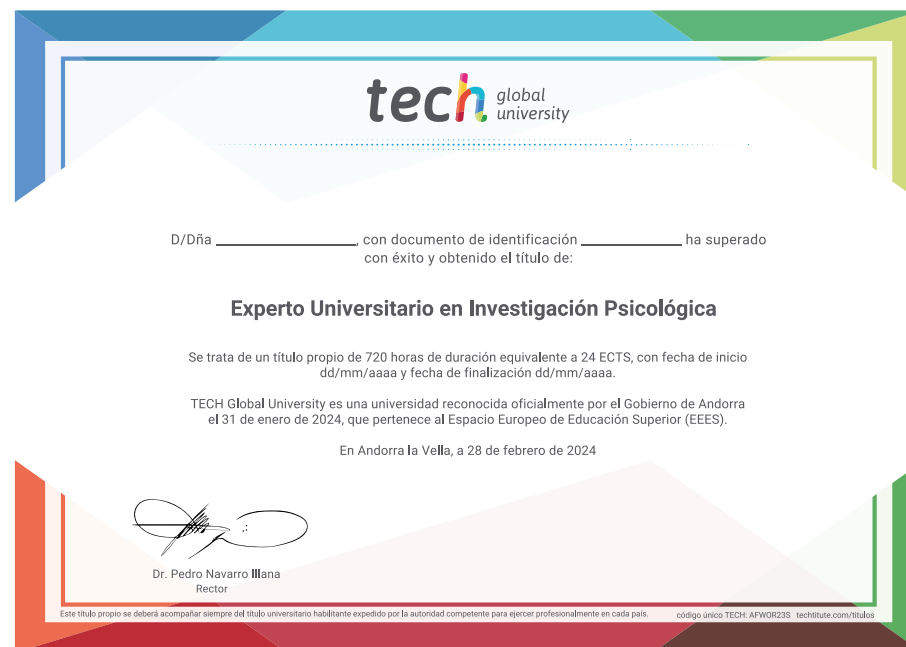 tech global university
D/Dña ____________________, con documento de identificación ______________ ha superado
con éxito y obtenido el título de:
Experto Universitario en Investigación Psicológica
Se trata de un título propio de 720 horas de duración equivalente a 24 ECTS, con fecha de inicio
dd/mm/aaaa y fecha de finalización dd/mm/aaaa.
TECH Global University es una universidad reconocida oficialmente por el Gobierno de Andorra
el 31 de enero de 2024, que pertenece al Espacio Europeo de Educación Superior (EEES).
En Andorra la Vella, a 28 de febrero de 2024
Dr. Pedro Navarro Illana
Rector
Este título propio se deberá acompañar siempre del título universitario habilitante expedido por la autoridad competente para ejercer profesionalmente en cada país.
código único TECH: AFWOR23S techtitute.com/titulos